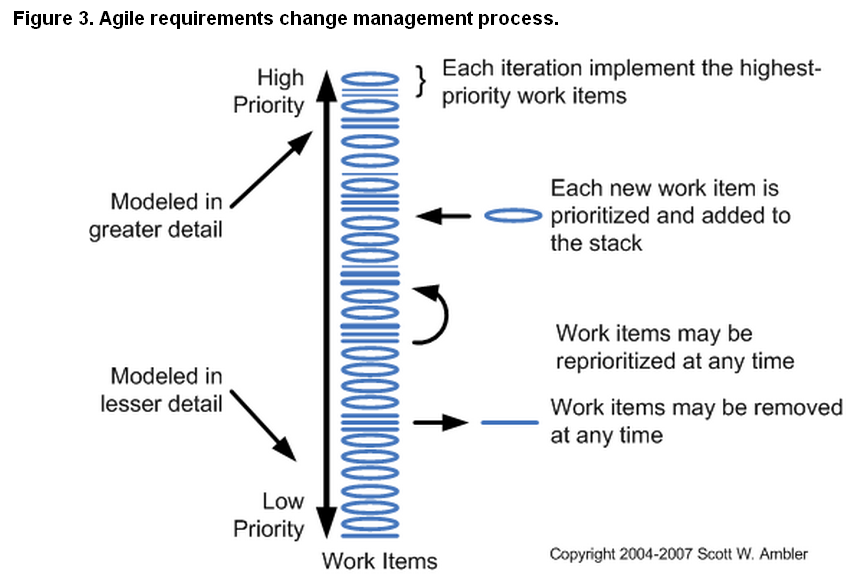 Figure 3. Agile requirements change management process.
High
Priority
Each iteration implement the highest-
priority work items
Modeled in
greater detail
Each new work item is
prioritized and added to
the stack
Work items may be
reprioritized at any time
Modeled in
lesser detail
Work items may be removed
at any time
Low
Priority
Work Items
Copyright 2004-2007 Scott W. Ambler